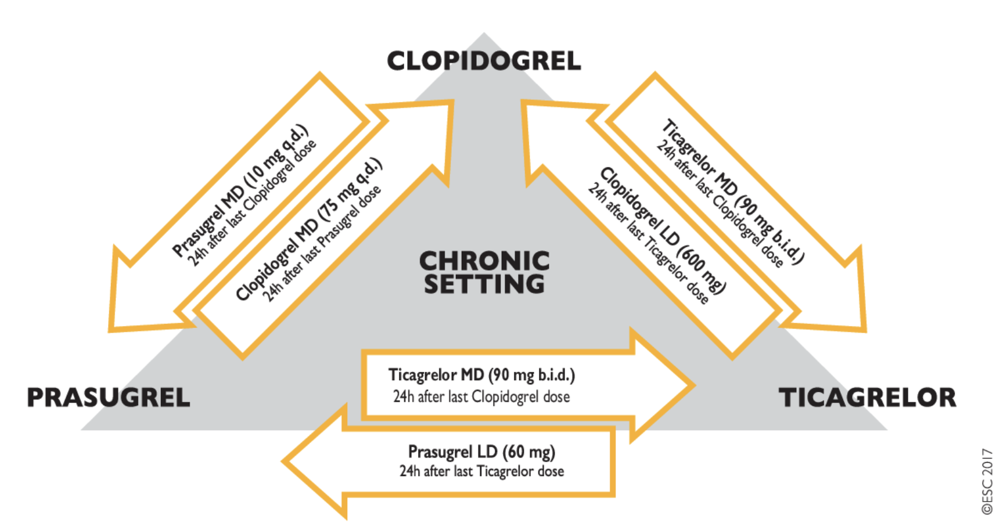 CLOPIDOGREL
Prasugrel MD (10 mg q.d.)
24h after last Clopidogrel dose
Clopidogrel MD (75 mg q.d.)
24h after last Prasugrel dose
Ticagrelor MD (90 mg b.i.d.)
24h after last Clopidogrel dose
Clopidogrel LD (600 mg)
24h after last Ticagrelor dose
CHRONIC
SETTING
PRASUGREL
Ticagrelor MD (90 mg b.i.d.)
24h after last Clopidogrel dose
TICAGRELOR
Prasugrel LD (60 mg)
24h after last Ticagrelor dose
©ESC 2017